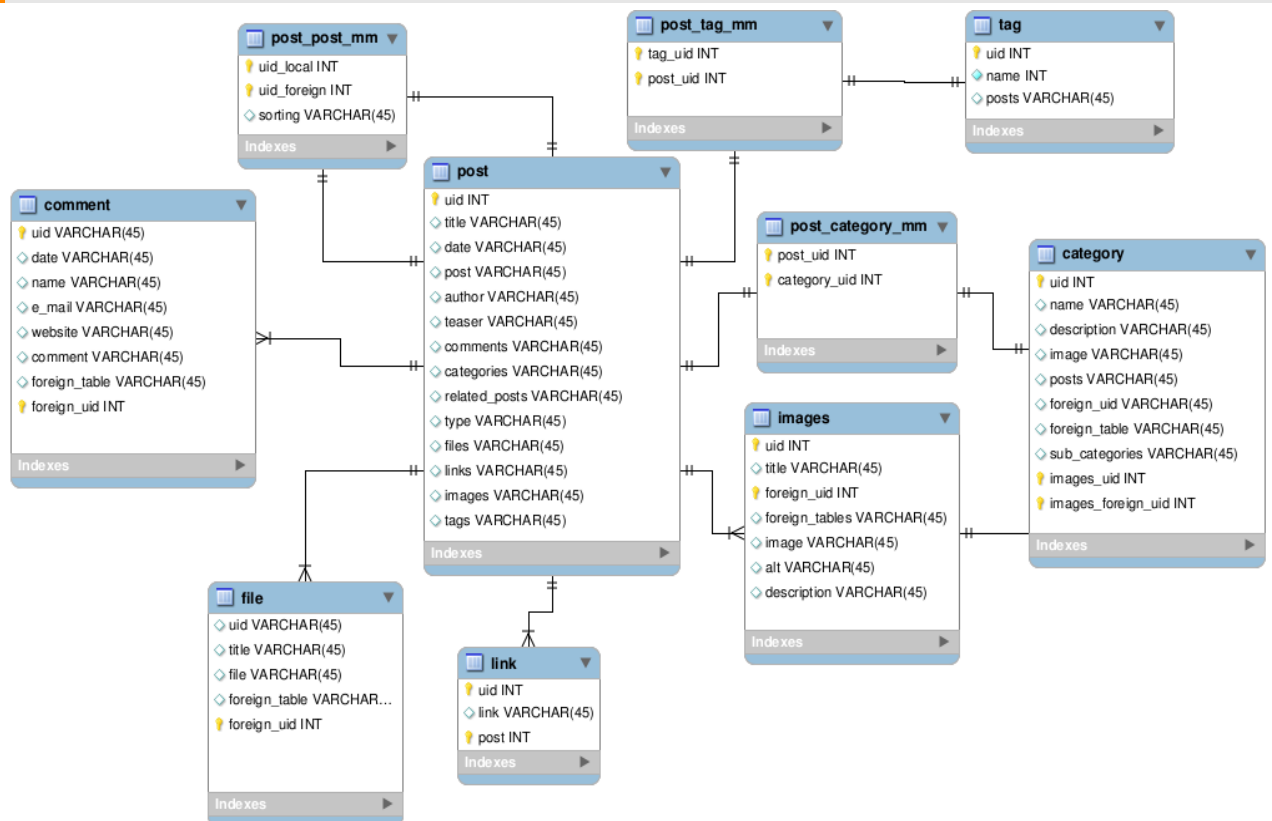 post_post_mm
uid_local INT
uid_foreign INT
sorting VARCHAR(45)
Indexes
post_tag_mm
tag_uid INT
post_uid INT
Indexes
tag
uid INT
name INT
posts VARCHAR(45)
Indexes
comment
uid VARCHAR(45)
date VARCHAR(45)
name VARCHAR(45)
e_mail VARCHAR(45)
website VARCHAR(45)
comment VARCHAR(45)
foreign_table VARCHAR(45)
foreign_uid INT
Indexes
post
uid INT
title VARCHAR(45)
date VARCHAR(45)
post VARCHAR(45)
author VARCHAR(45)
teaser VARCHAR(45)
comments VARCHAR(45)
categories VARCHAR(45)
related_posts VARCHAR(45)
type VARCHAR(45)
files VARCHAR(45)
links VARCHAR(45)
images VARCHAR(45)
tags VARCHAR(45)
Indexes
post_category_mm
post_uid INT
category_uid INT
Indexes
category
uid INT
name VARCHAR(45)
description VARCHAR(45)
image VARCHAR(45)
posts VARCHAR(45)
foreign_uid VARCHAR(45)
foreign_table VARCHAR(45)
sub_categories VARCHAR(45)
images_uid INT
images_foreign_uid INT
Indexes
images
uid INT
title VARCHAR(45)
foreign_uid INT
foreign_tables VARCHAR(45)
image VARCHAR(45)
alt VARCHAR(45)
description VARCHAR(45)
Indexes
file
uid VARCHAR(45)
title VARCHAR(45)
file VARCHAR(45)
foreign_table VARCHAR...
foreign_uid INT
Indexes
link
uid INT
link VARCHAR(45)
post INT
Indexes